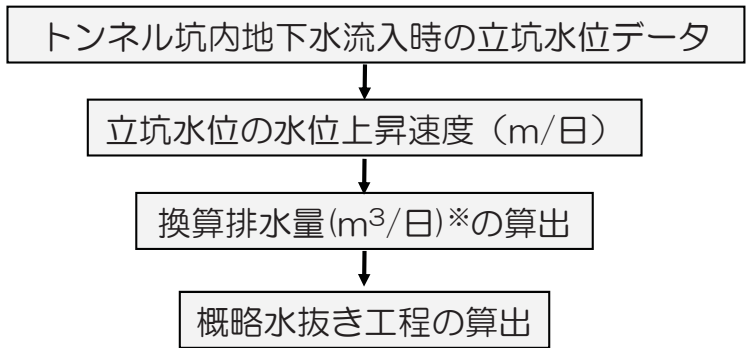 トンネル坑内地下水流入時の立坑水位データ
立坑水位の水位上昇速度（m/日）
換算排水量(m³/日)※の算出
概略水抜き工程の算出